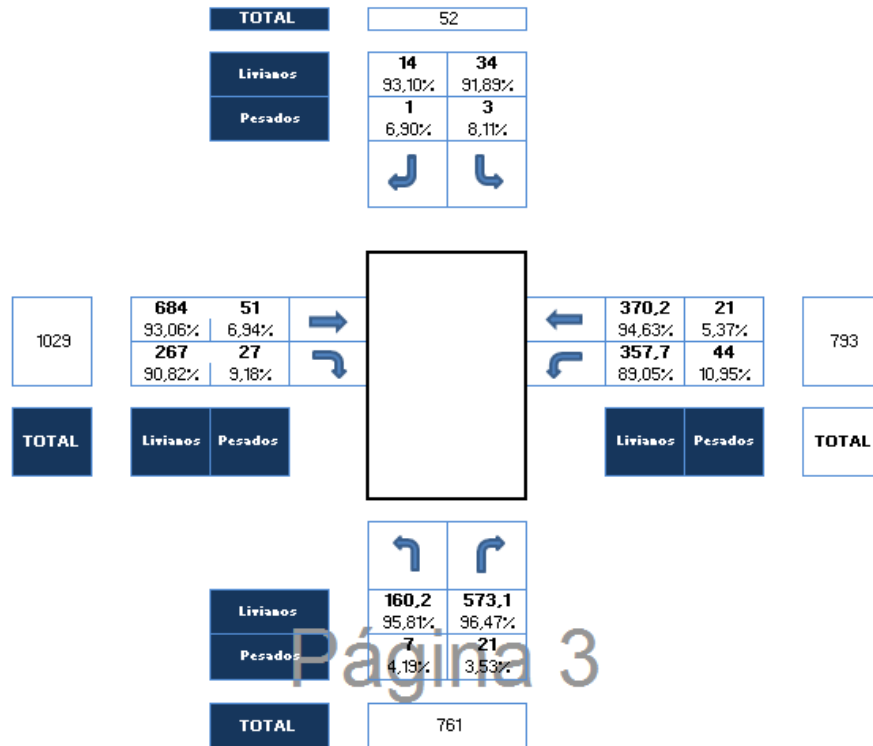 TOTAL 52
Livianos 14 34
93,10% 91,89%
Pesados 1 3
6,90% 8,11%
684 51
93,06% 6,94%
267 27
90,82% 9,18%
1029
TOTAL Livianos Pesados
370,2 21
94,63% 5,37%
357,7 44
89,05% 10,95%
793
Livianos Pesados TOTAL
Livianos 160,2 573,1
95,81% 96,47%
Pesados 7 21
4,19% 3,53%
Página 3
TOTAL 761